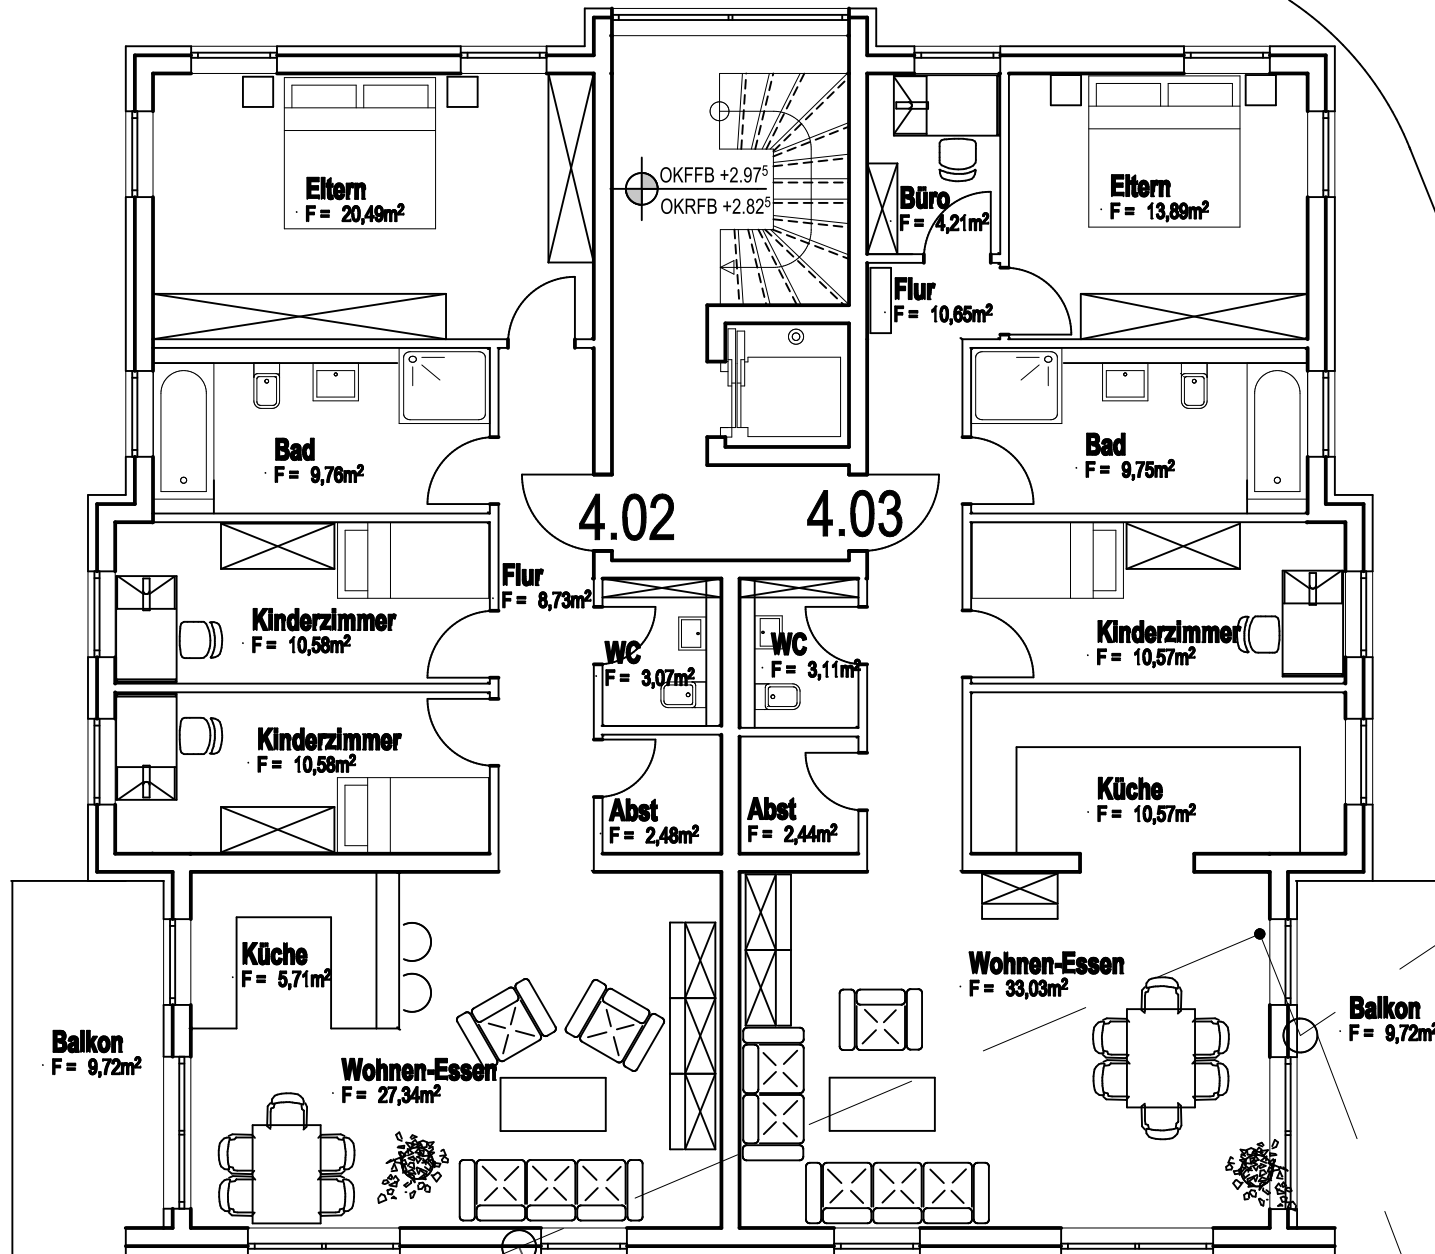 OKFFB +2.97⁵
OKRFB +2.82⁵
Eltern
F = 20,49m²
Büro
F = 4,21m²
Eltern
F = 13,89m²
Flur
F = 10,65m²
Bad
F = 9,76m²
Bad
F = 9,75m²
4.02
4.03
Flur
F = 8,73m²
Kinderzimmer
F = 10,58m²
WC
F = 3,07m²
WC
F = 3,11m²
Kinderzimmer
F = 10,57m²
Kinderzimmer
F = 10,58m²
Abst
F = 2,48m²
Abst
F = 2,44m²
Küche
F = 10,57m²
Küche
F = 5,71m²
Wohnen-Essen
F = 33,03m²
Balkon
F = 9,72m²
Wohnen-Essen
F = 27,34m²
Balkon
F = 9,72m²